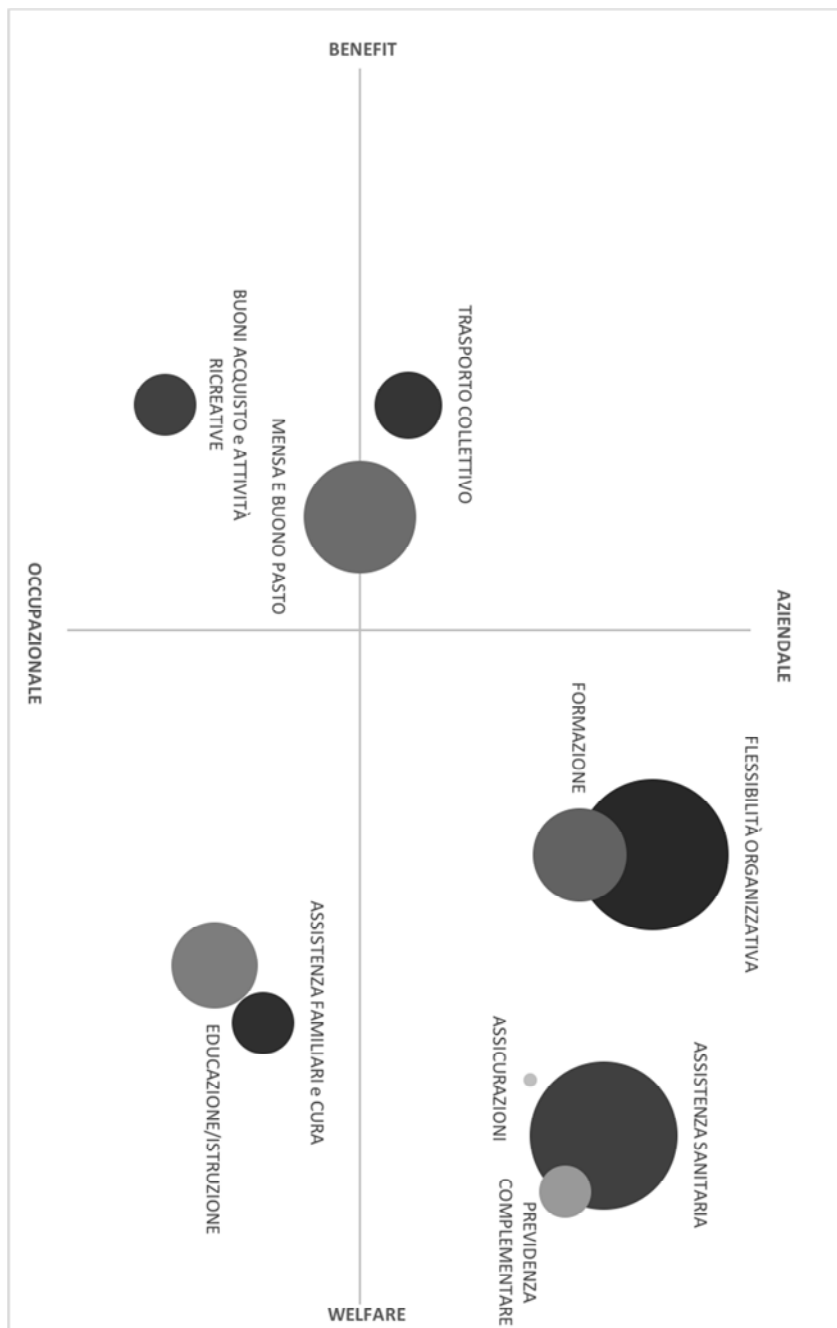 BENEFIT
TRASPORTO COLLETTIVO
BUONI ACQUISTO e ATTIVITÀ
RICREATIVE
MENSA E BUONO PASTO
OCCUPAZIONALE
AZIENDALE
FORMAZIONE
FLESSIBILITÀ ORGANIZZATIVA
ASSISTENZA FAMILIARI e CURA
EDUCAZIONE/ISTRUZIONE
ASSICURAZIONI
ASSISTENZA SANITARIA
PREVIDENZA
COMPLEMENTARE
WELFARE